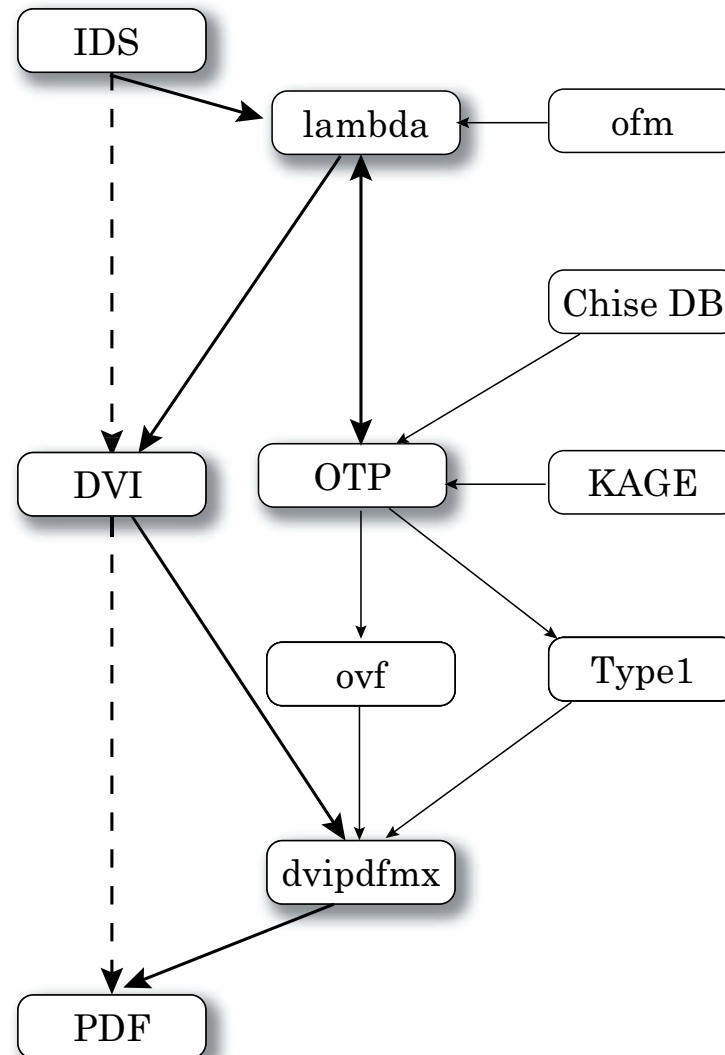 IDS
lambda
ofm
Chise DB
DVI
OTP
KAGE
ovf
Type1
dvipdfmx
PDF